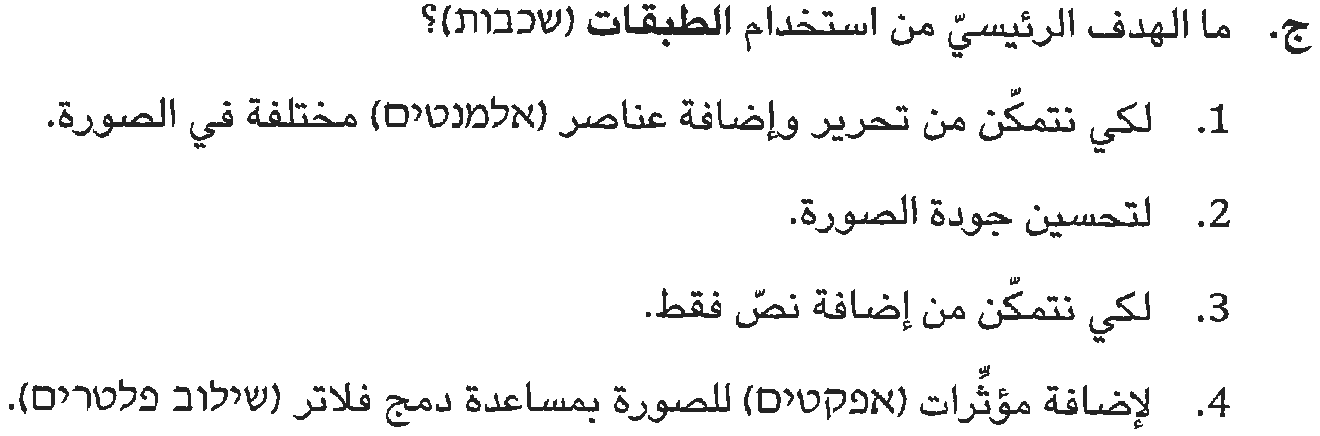 ج. ما الهدف الرئيسيّ من استخدام الطبقات (שכבות)؟
1. لكي نتمكّن من تحرير وإضافة عناصر (אלמנטים) مختلفة في الصورة.
2. لتحسين جودة الصورة.
3. لكي نتمكّن من إضافة نصّ فقط.
4. لإضافة مؤثِّرات (אפקטים) للصورة بمساعدة دمج فلاتر (שילוב פלטרים).